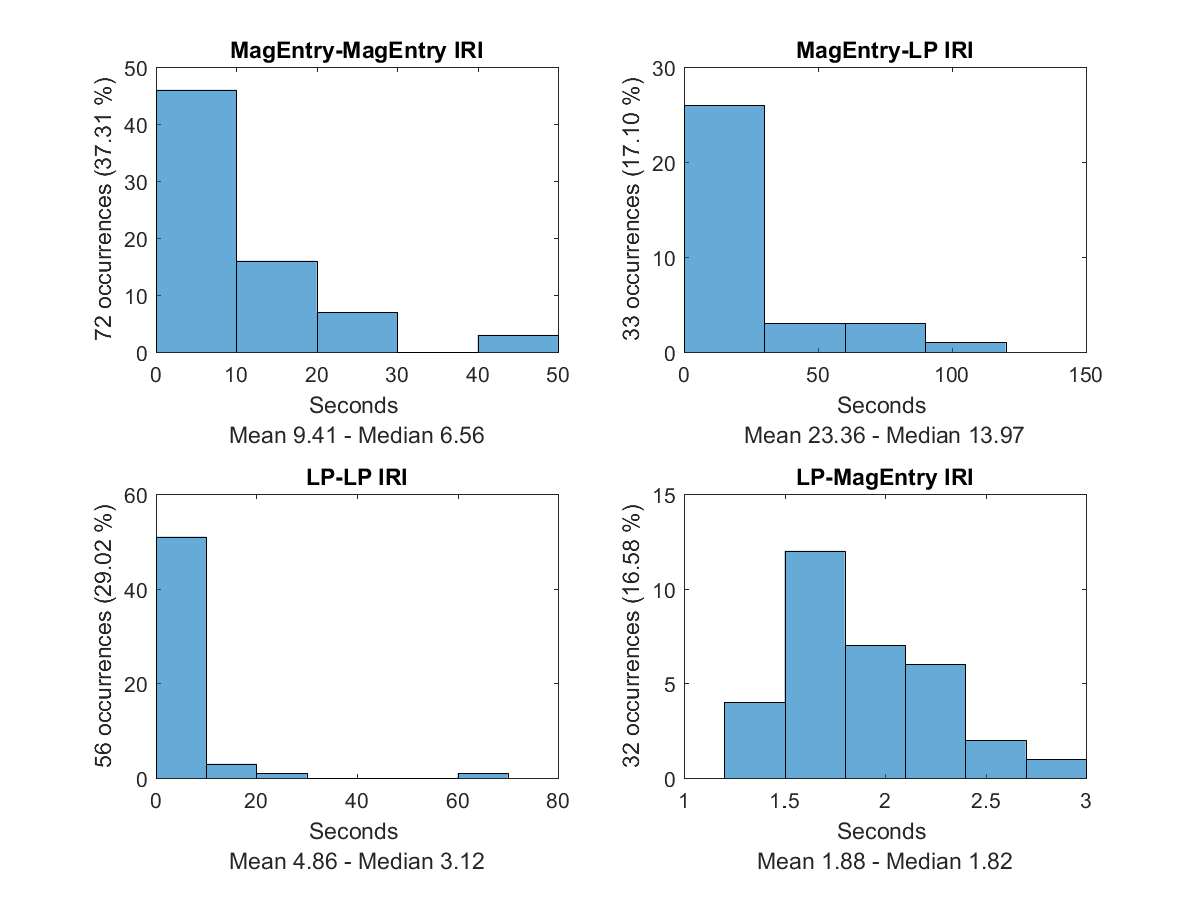 MagEntry-MagEntry IRI
50
40
30
20
10
0
72 occurrences (37.31 %)
0 10 20 30 40 50
Seconds
Mean 9.41 - Median 6.56
MagEntry-LP IRI
30
20
10
0
33 occurrences (17.10 %)
0 50 100 150
Seconds
Mean 23.36 - Median 13.97
LP-LP IRI
60
40
20
0
56 occurrences (29.02 %)
0 20 40 60 80
Seconds
Mean 4.86 - Median 3.12
LP-MagEntry IRI
15
10
5
0
32 occurrences (16.58 %)
1 1.5 2 2.5 3
Seconds
Mean 1.88 - Median 1.82